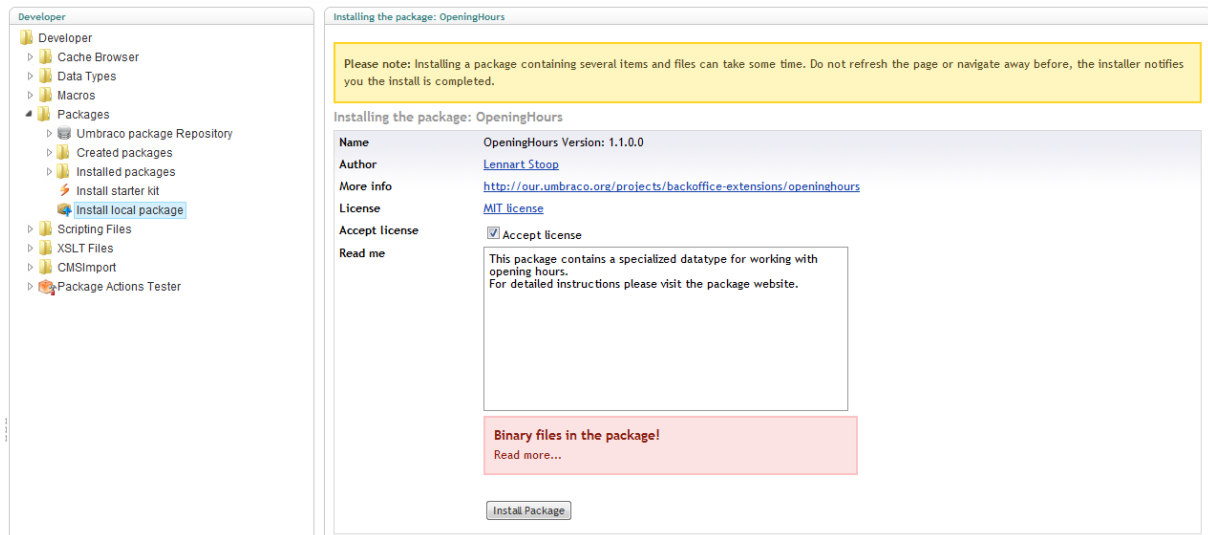 Developer
Developer
Cache Browser
Data Types
Macros
Packages
Umbraco package Repository
Created packages
Installed packages
Install starter kit
Install local package
Scripting Files
XSLT Files
CMSImport
Package Actions Tester
Installing the package: OpeningHours
Please note: Installing a package containing several items and files can take some time. Do not refresh the page or navigate away before, the installer notifies
you the install is completed.
Installing the package: OpeningHours
Name OpeningHours Version: 1.1.0.0
Author Lennart Stoop
More info http://our.umbraco.org/projects/backoffice-extensions/openinghours
License MIT license
Accept license Accept license
Read me
This package contains a specialized datatype for working with
opening hours.
For detailed instructions please visit the package website.
Binary files in the package!
Read more...
Install Package